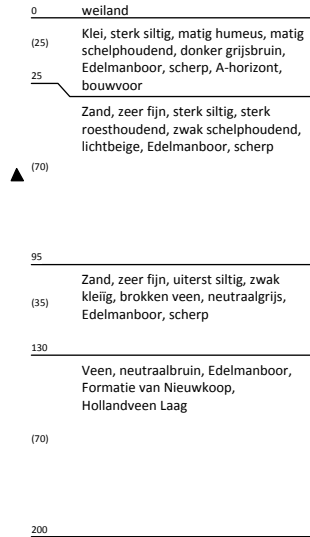 0 weiland
(25) Klei, sterk siltig, matig humeus, matig
schelphoudend, donker grijsbruin,
Edelmanboor, scherp, A-horizont,
bouwvoor
25
Zand, zeer fijn, sterk siltig, sterk
roesthoudend, zwak schelphoudend,
lichtbeige, Edelmanboor, scherp
(70)
95
Zand, zeer fijn, uiterst siltig, zwak
kleiïg, brokken veen, neutraalgrijs,
(35)
Edelmanboor, scherp
130
Veen, neutraalbruin, Edelmanboor,
Formatie van Nieuwkoop,
Hollandveen Laag
(70)
200